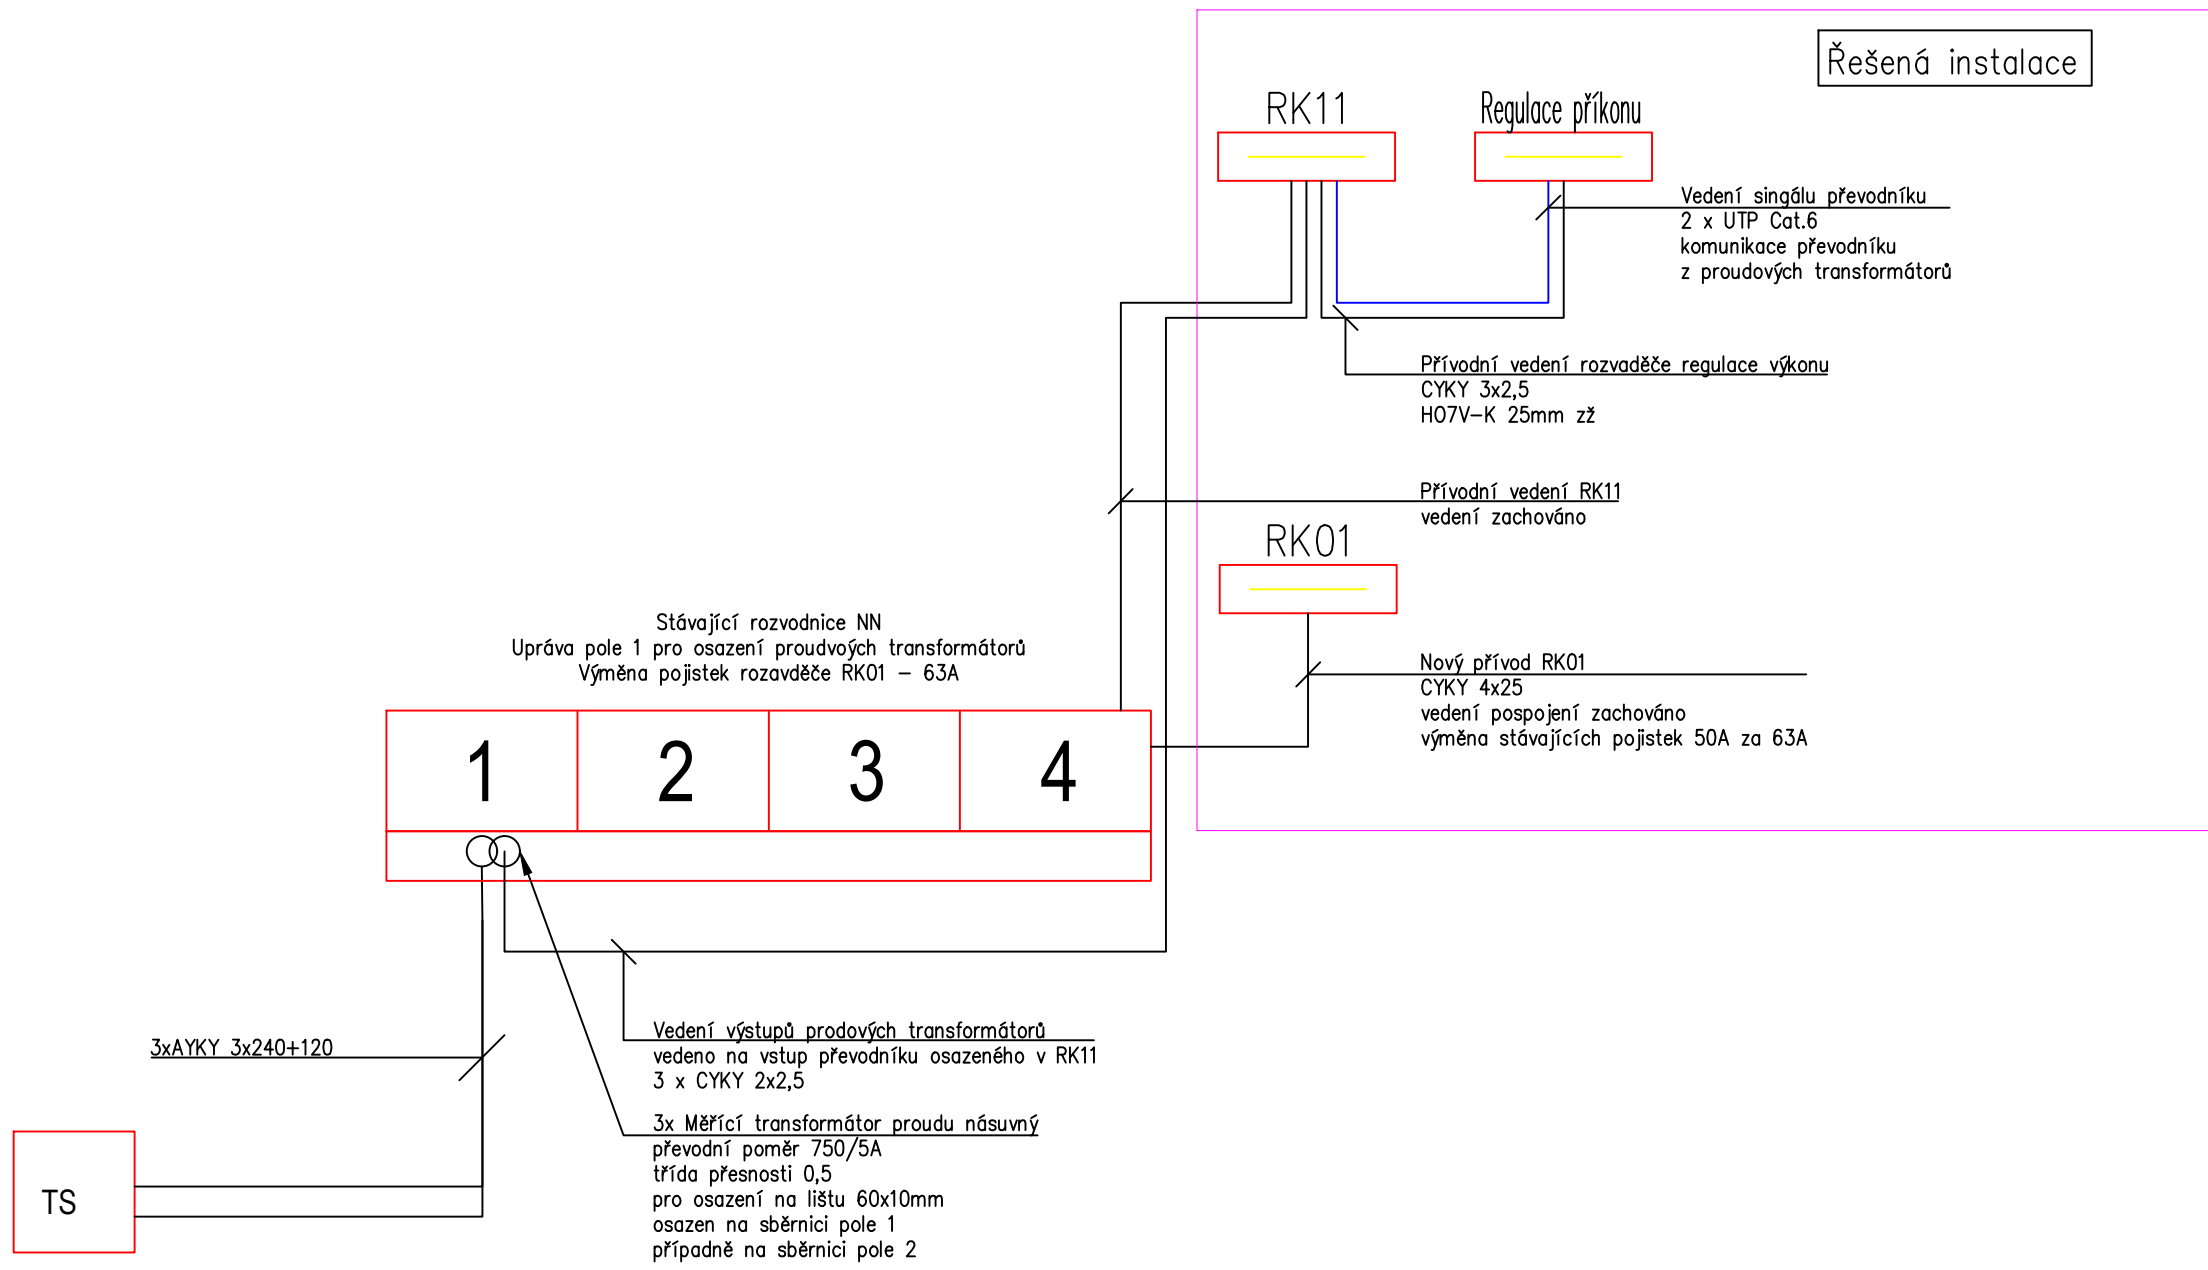 Řešená instalace
RK11
Regulace příkonu
Vedení singálu převodníku
2 x UTP Cat.6
komunikace převodníku
z proudových transformátorů
Přívodní vedení rozvaděče regulace výkonu
CYKY 3x2,5
H07V-K 25mm zž
Přívodní vedení RK11
vedení zachováno
RK01
Nový přívod RK01
CYKY 4x25
vedení pospojení zachováno
výměna stávajících pojistek 50A za 63A
Stávající rozvodnice NN
Upráva pole 1 pro osazení proudvoých transformátorů
Výměna pojistek rozavděče RK01 - 63A
1
2
3
4
Vedení výstupů prodových transformátorů
vedeno na vstup převodníku osazeného v RK11
3 x CYKY 2x2,5
3xAYKY 3x240+120
3x Měřící transformátor proudu násuvný
převodní poměr 750/5A
třída přesnosti 0,5
pro osazení na lištu 60x10mm
osazen na sběrnici pole 1
případně na sběrnici pole 2
TS